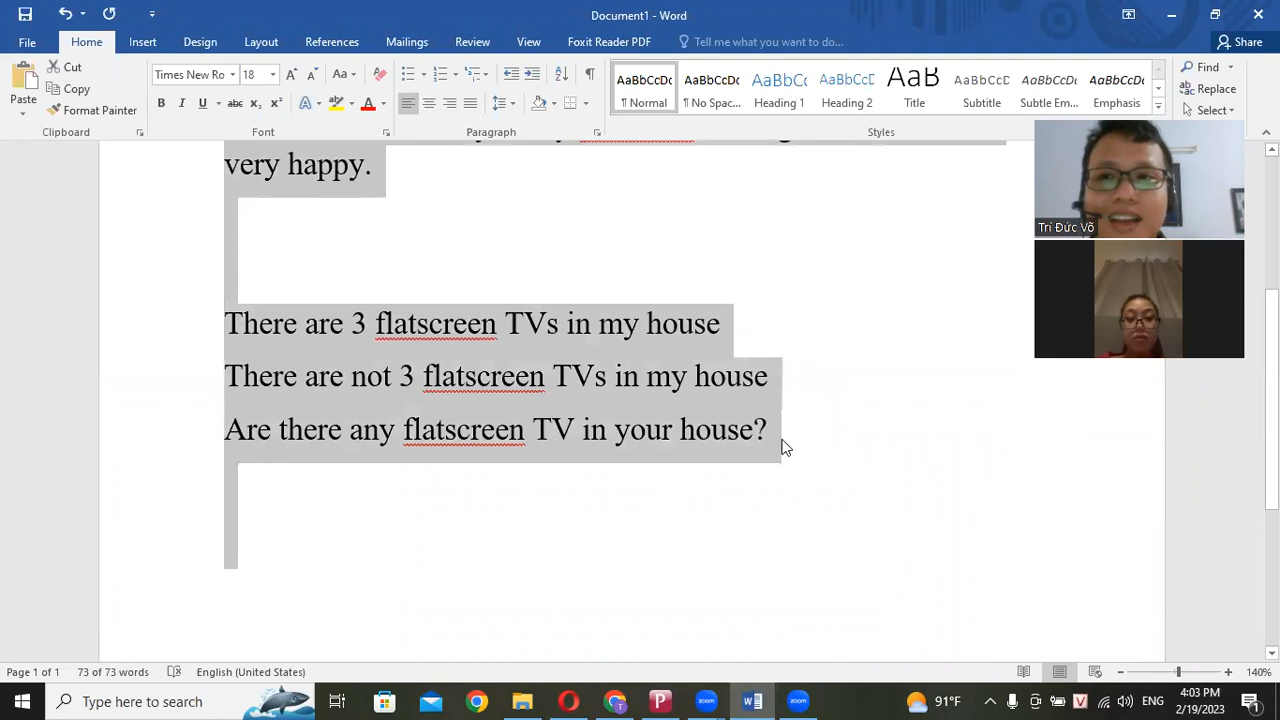 Document1 - Word
File Home Insert Design Layout References Mailings Review View Foxit Reader PDF Tell me what you want to do... Share
Paste Cut Copy Format Painter Clipboard
Times New Ro 18 Font
Paragraph
AaBbCcDc AaBbCcDc AaBbCc AaBbCcC AaB AaBbCcD AaBbCcDc AaBbCcDc
¶ Normal ¶ No Spac... Heading Heading 2 Title Subtitle Subtle Em... Emphasis
Styles
Find Replace Select
very happy.
There are 3 flatscreen TVs in my house
There are not 3 flatscreen TVs in my house
Are there any flatscreen TV in your house?
Trí Đức Võ
Page 1 of 1 73 of 73 words English (United States) 140%
Type here to search
91°F ENG 4:03 PM 2/19/2023